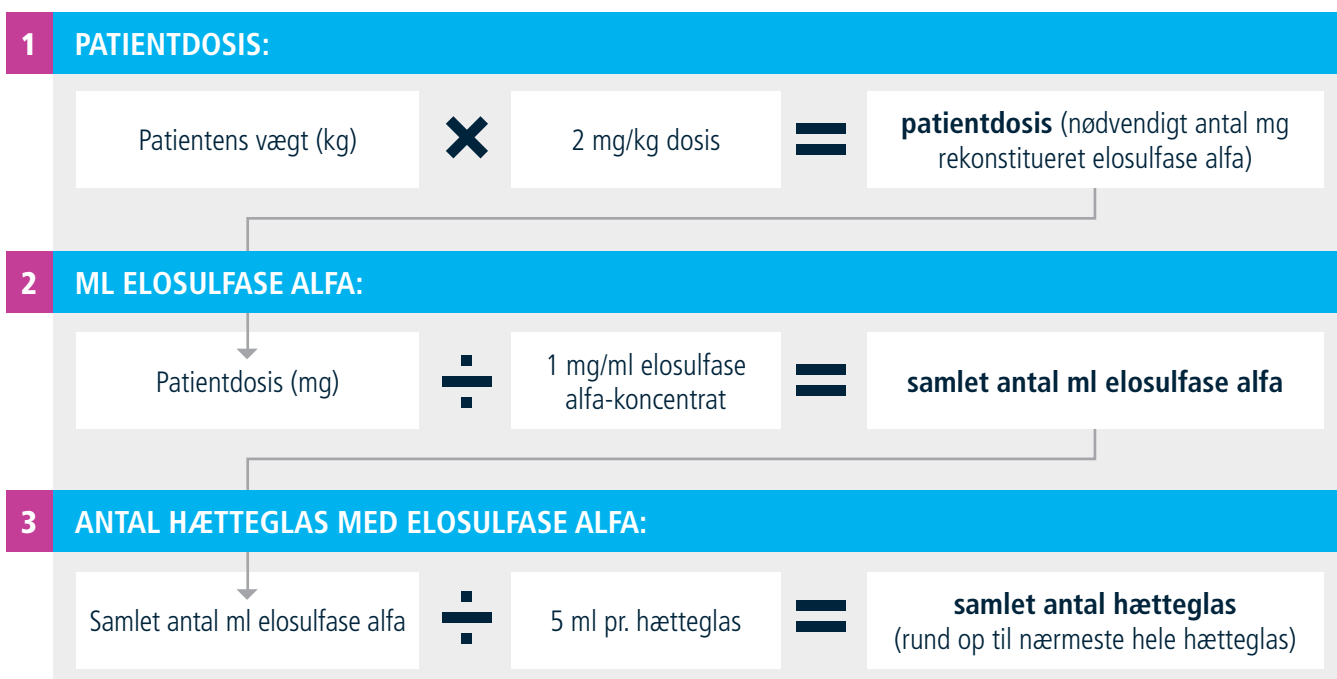 1 PATIENTDOSIS:
Patientens vægt (kg) × 2 mg/kg dosis = patientdosis (nødvendigt antal mg
rekonstitueret elosulfase alfa)
2 ML ELOSULFASE ALFA:
Patientdosis (mg) ÷ 1 mg/ml elosulfase
alfa-koncentrat = samlet antal ml elosulfase alfa
3 ANTAL HÆTTEGLAS MED ELOSULFASE ALFA:
Samlet antal ml elosulfase alfa ÷ 5 ml pr. hætteglas = samlet antal hætteglas
(rund op til nærmeste hele hætteglas)